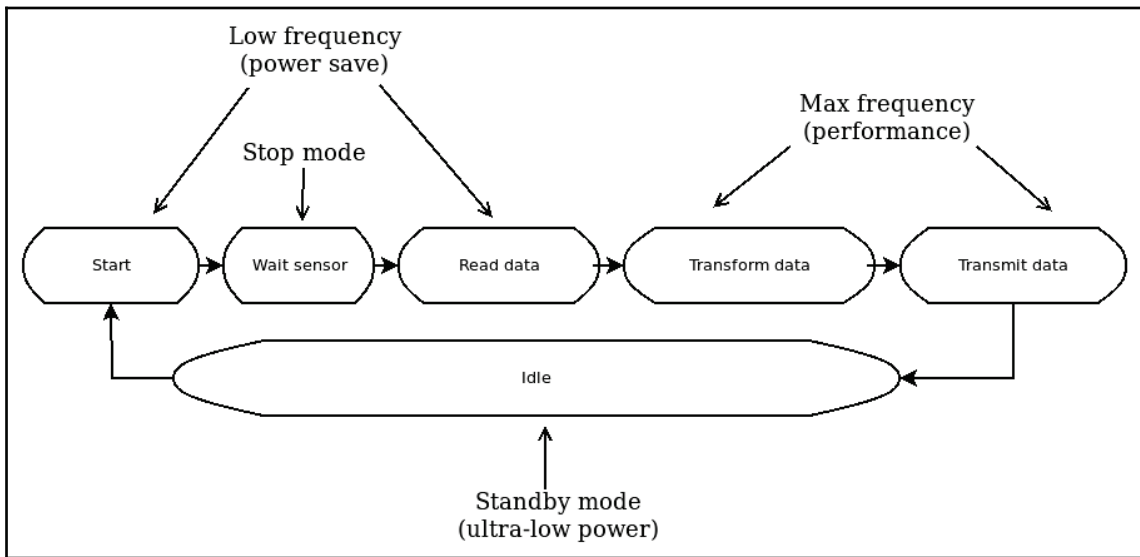 Low frequency
(power save)
Max frequency
(performance)
Stop mode
Start
Wait sensor
Read data
Transform data
Transmit data
Idle
Standby mode
(ultra-low power)